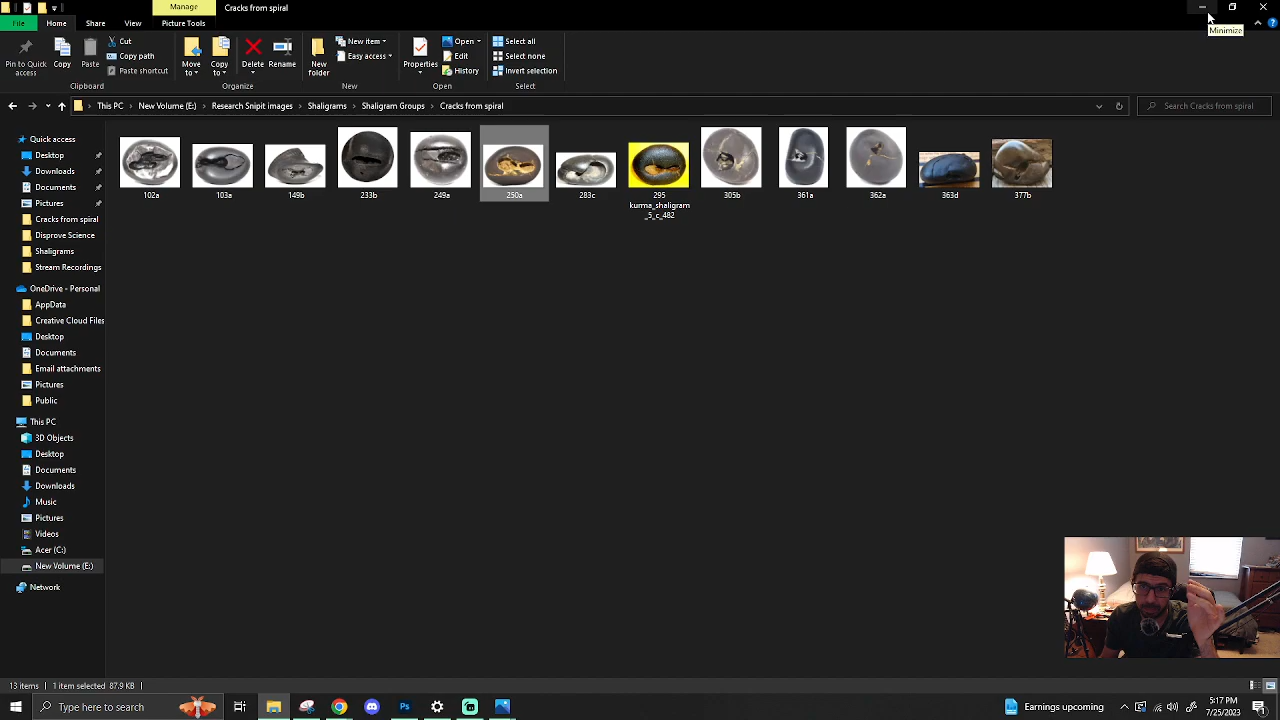 Manage
Cracks from spiral
File
Home
Share
View
Picture Tools
Minimize
Pin to Quick access
Copy
Paste
Cut
Copy path
Paste shortcut
Clipboard
Move to
Copy to
Delete
Rename
Organize
New folder
New item
Easy access
New
Properties
Open
Edit
History
Open
Select all
Select none
Invert selection
Select
This PC
New Volume (E:)
Research Snipit images
Shaligrams
Shaligram Groups
Cracks from spiral
Search Cracks from spiral
Quick access
Desktop
Downloads
Documents
Pictures
Cracks from spiral
Disprove Science
Shaligrams
Stream Recordings
OneDrive - Personal
AppData
Creative Cloud Files
Desktop
Documents
Email attachments
Pictures
Public
This PC
3D Objects
Desktop
Documents
Downloads
Music
Pictures
Videos
Acer (C:)
New Volume (E:)
Network
102a
103a
149b
233b
249a
250a
283c
295
kurma_shaligram
_5_c_482
305b
361a
362a
363d
377b
13 items
1 item selected 87.9 KB
Type here to search
Ps
Earnings upcoming
5:17 PM
7/25/2023